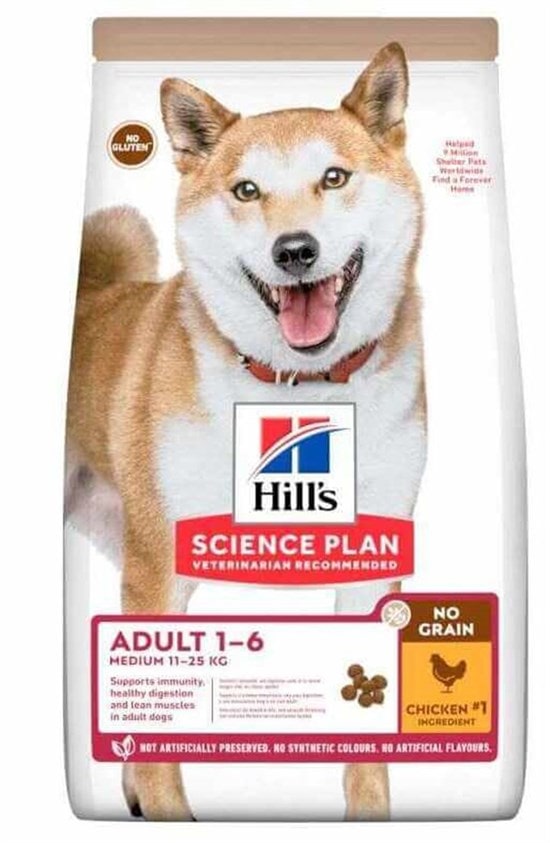 NO
GLUTEN
Helped
9 Million
Shelter Pets
Worldwide
Find a Forever
Home
Hill's
SCIENCE PLAN
VETERINARIAN RECOMMENDED
ADULT 1-6
MEDIUM 11-25 KG
Supports immunity,
healthy digestion
and lean muscles
in adult dogs
NO
GRAIN
CHICKEN #1
INGREDIENT
NOT ARTIFICIALLY PRESERVED. NO SYNTHETIC COLOURS. NO ARTIFICIAL FLAVOURS.